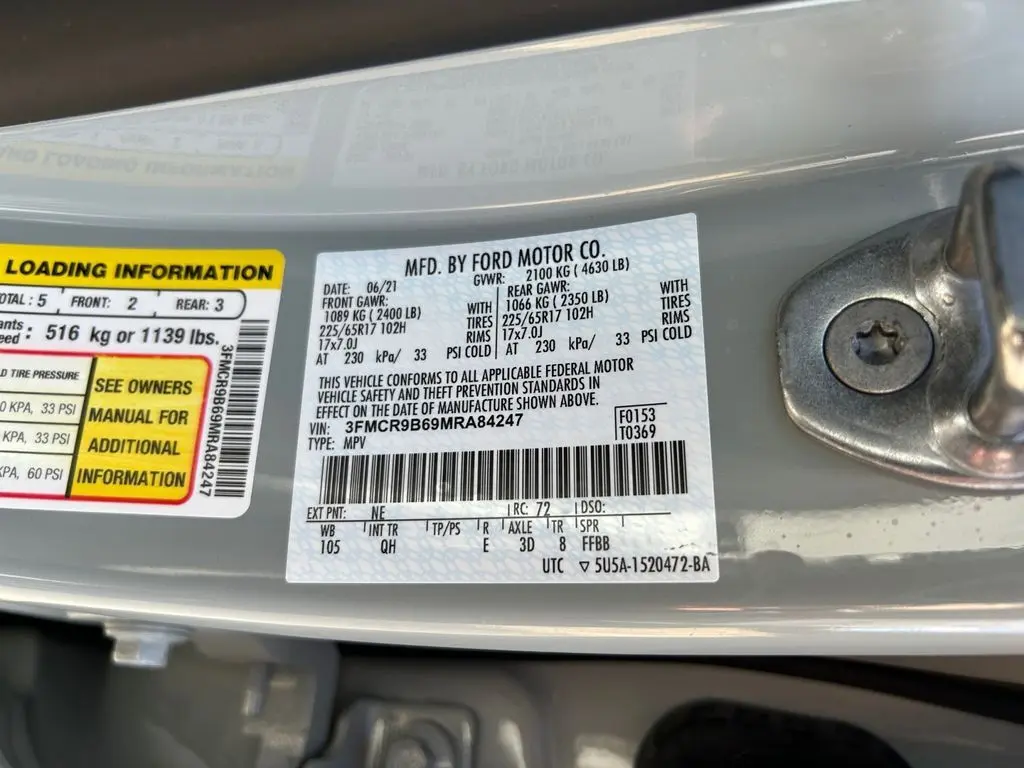 LOADING INFORMATION
OTAL : 5 FRONT: 2 REAR: 3
ants
eed : 516 kg or 1139 lbs.
D TIRE PRESSURE
0 KPA, 33 PSI
KPA, 33 PSI
KPA, 60 PSI
SEE OWNERS
MANUAL FOR
ADDITIONAL
INFORMATION
3FMCR9B69MRA84247
MFD. BY FORD MOTOR CO.
DATE: 06/21 GVWR: 2100 KG ( 4630 LB)
FRONT GAWR: REAR GAWR:
1089 KG ( 2400 LB) WITH 1066 KG ( 2350 LB) WITH
225/65R17 102H TIRES 225/65R17 102H TIRES
17x7.0J RIMS 17x7.0J RIMS
AT 230 kPa/ 33 PSI COLD AT 230 kPa/ 33 PSI COLD
THIS VEHICLE CONFORMS TO ALL APPLICABLE FEDERAL MOTOR
VEHICLE SAFETY AND THEFT PREVENTION STANDARDS IN
EFFECT ON THE DATE OF MANUFACTURE SHOWN ABOVE.
VIN: 3FMCR9B69MRA84247 F0153
TYPE: MPV T0369
EXT PNT: NE RC: 72 DSO:
WB INT TR TP/PS R AXLE TR SPR
105 QH E 3D 8 FFBB
UTC ▽ 5U5A-1520472-BA